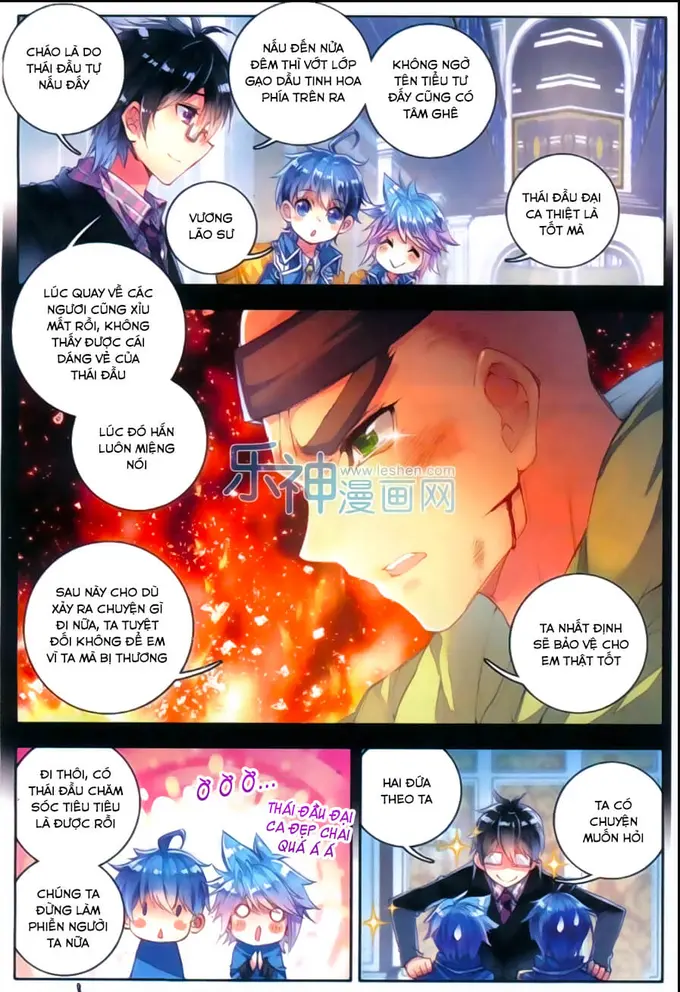 CHÁO LÀ DO
THÁI ĐẨU TỰ
NẤU ĐẤY
NẤU ĐẾN NỬA
ĐÊM THÌ VỚT LỚP
GẠO DẦU TINH HOA
PHÍA TRÊN RA
KHÔNG NGỜ
TÊN TIỂU TƯ
ĐẤY CŨNG CÓ
TÂM GHÊ
VƯƠNG
LÃO SƯ
THÁI ĐẨU ĐẠI
CA THIỆT LÀ
TỐT MÀ
LÚC QUAY VỀ CÁC
NGƯƠI CŨNG XỈU
MẤT RỒI, KHÔNG
THẤY ĐƯỢC CÁI
DÁNG VẺ CỦA
THÁI ĐẨU
LÚC ĐÓ HẮN
LUÔN MIỆNG
NÓI
乐神漫画网
www.leshen.com
SAU NÀY CHO DÙ
XẢY RA CHUYỆN GÌ
ĐI NỮA, TA TUYỆT
ĐỐI KHÔNG ĐỂ EM
VÌ TA MÀ BỊ THƯƠNG
TA NHẤT ĐỊNH
SẼ BẢO VỆ CHO
EM THẬT TỐT
ĐI THÔI, CÓ
THÁI ĐẨU CHĂM
SÓC TIÊU TIÊU
LÀ ĐƯỢC RỒI
Ờ Ờ Ờ...
THÁI ĐẨU ĐẠI
CA ĐẸP CHAI
QUÁ Á Á
CHÚNG TA
ĐỪNG LÀM
PHIỀN NGƯỜI
TA NỮA
HAI ĐỨA
THEO TA
TA CÓ
CHUYỆN
MUỐN HỎI